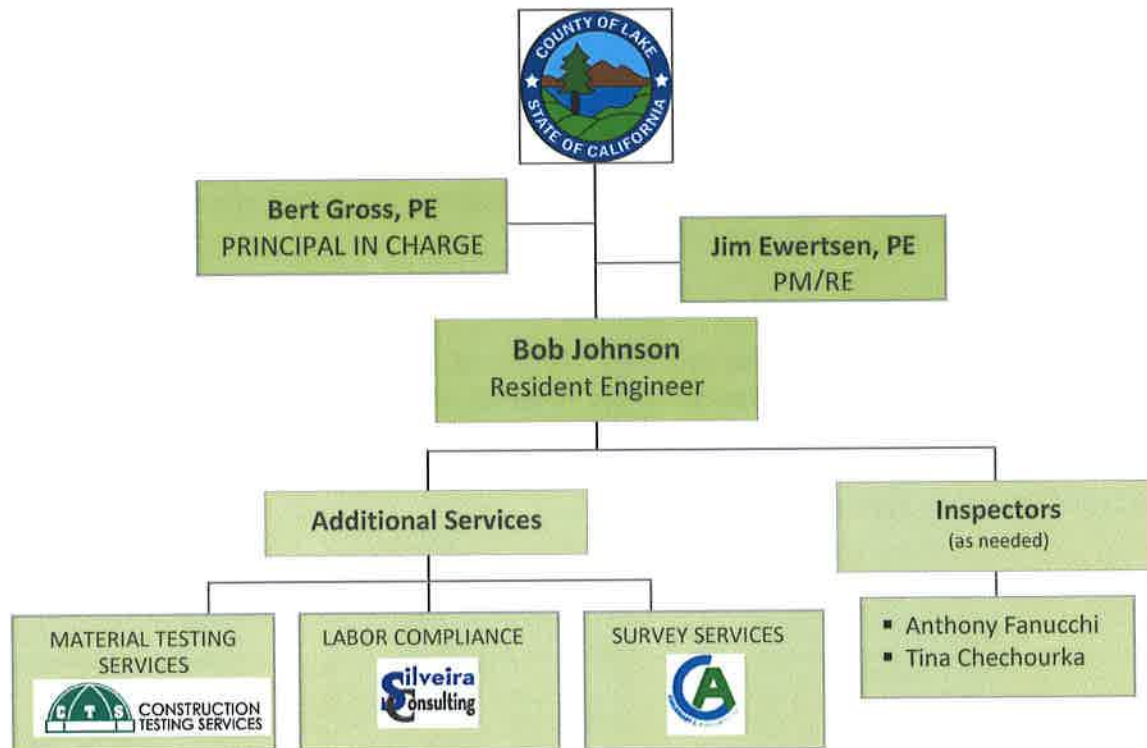 COUNTY OF LAKE
STATE OF CALIFORNIA
Bert Gross, PE
PRINCIPAL IN CHARGE
Jim Ewertsen, PE
PM/RE
Bob Johnson
Resident Engineer
Additional Services
Inspectors
(as needed)
MATERIAL TESTING
SERVICES
CTS
CONSTRUCTION
TESTING SERVICES
LABOR COMPLIANCE
Silveira
Consulting
SURVEY SERVICES
CA
▪ Anthony Fanucchi
▪ Tina Chechourka